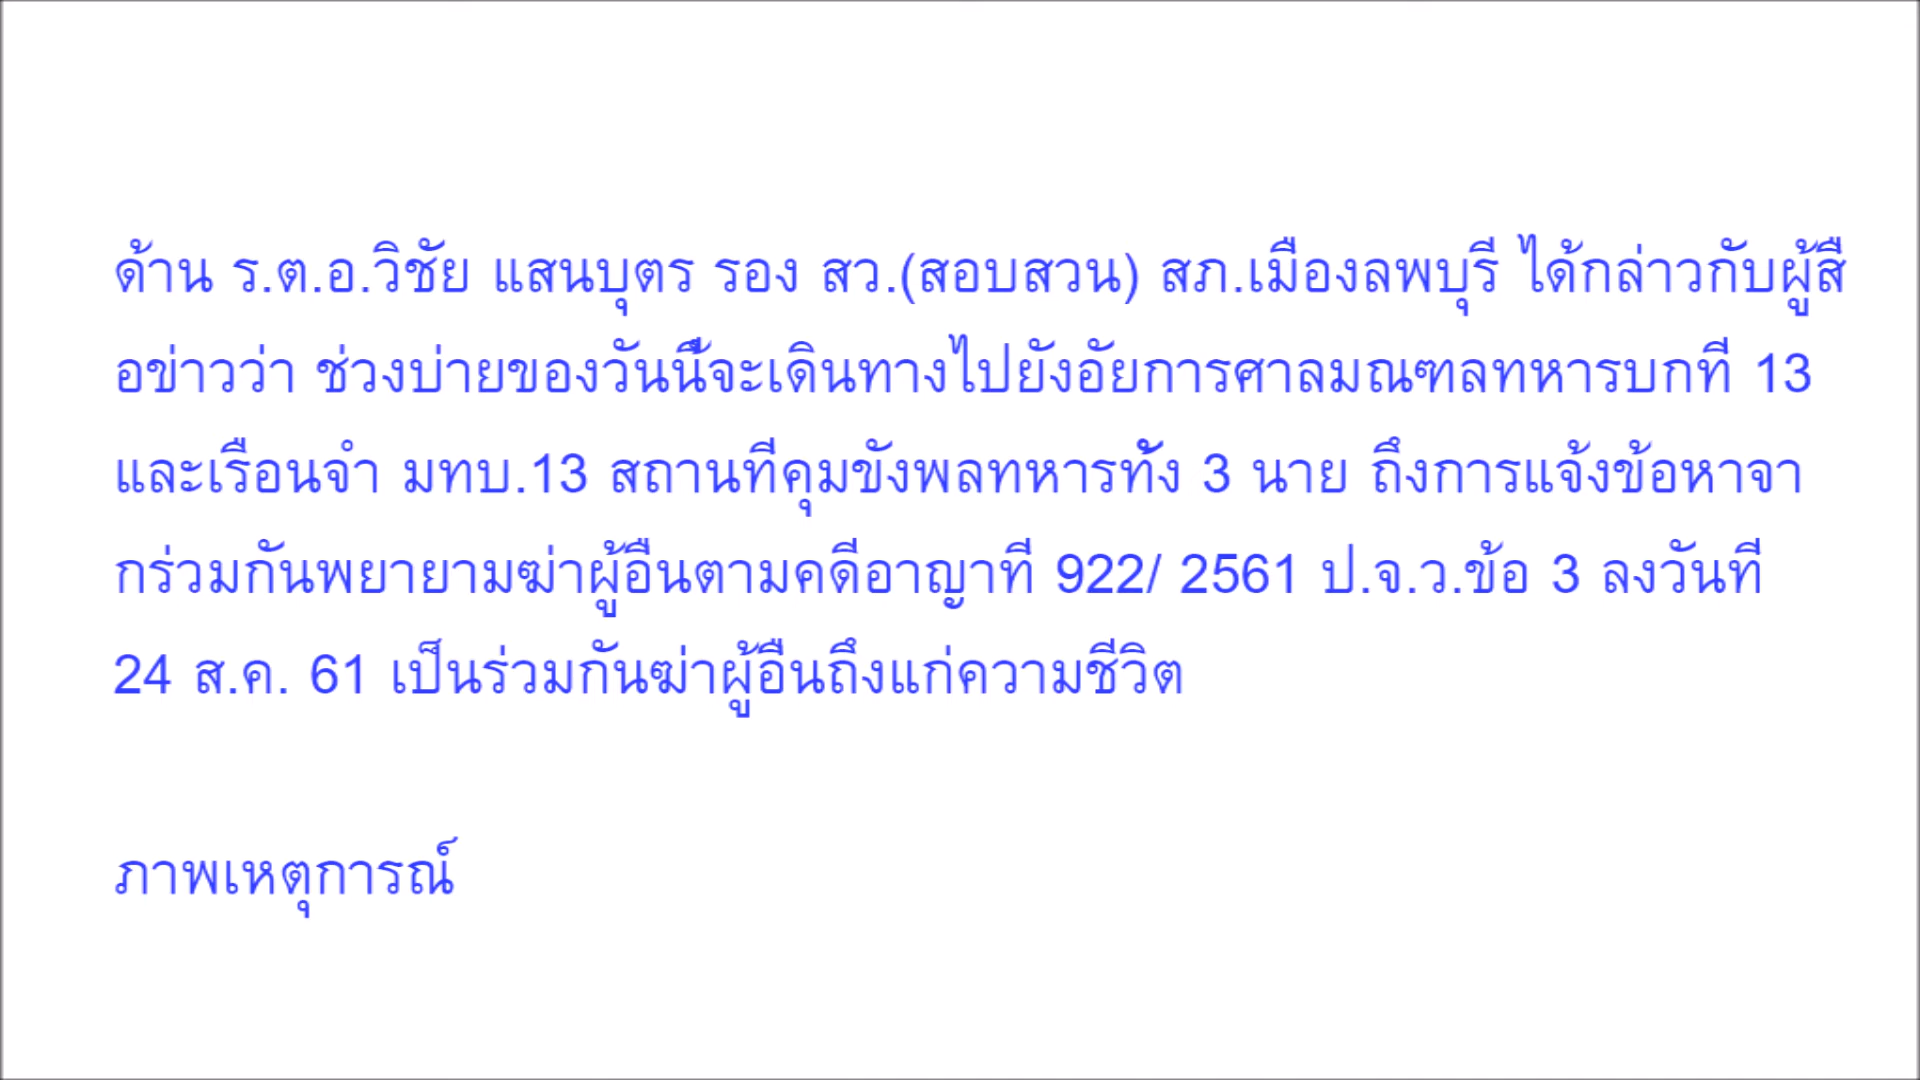 ด้าน ร.ต.อ.วิชัย แสนบุตร รอง สว.(สอบสวน) สภ.เมืองลพบุรี ได้กล่าวกับผู้สื
อข่าวว่า ช่วงบ่ายของวันนี้จะเดินทางไปยังอัยการศาลมณฑลทหารบกที่ 13
และเรือนจำ มทบ.13 สถานที่คุมขังพลทหารทั้ง 3 นาย ถึงการแจ้งข้อหาจา
กร่วมกันพยายามฆ่าผู้อื่นตามคดีอาญาที่ 922/ 2561 ป.จ.ว.ข้อ 3 ลงวันที่
24 ส.ค. 61 เป็นร่วมกันฆ่าผู้อื่นถึงแก่ความชีวิต
ภาพเหตุการณ์